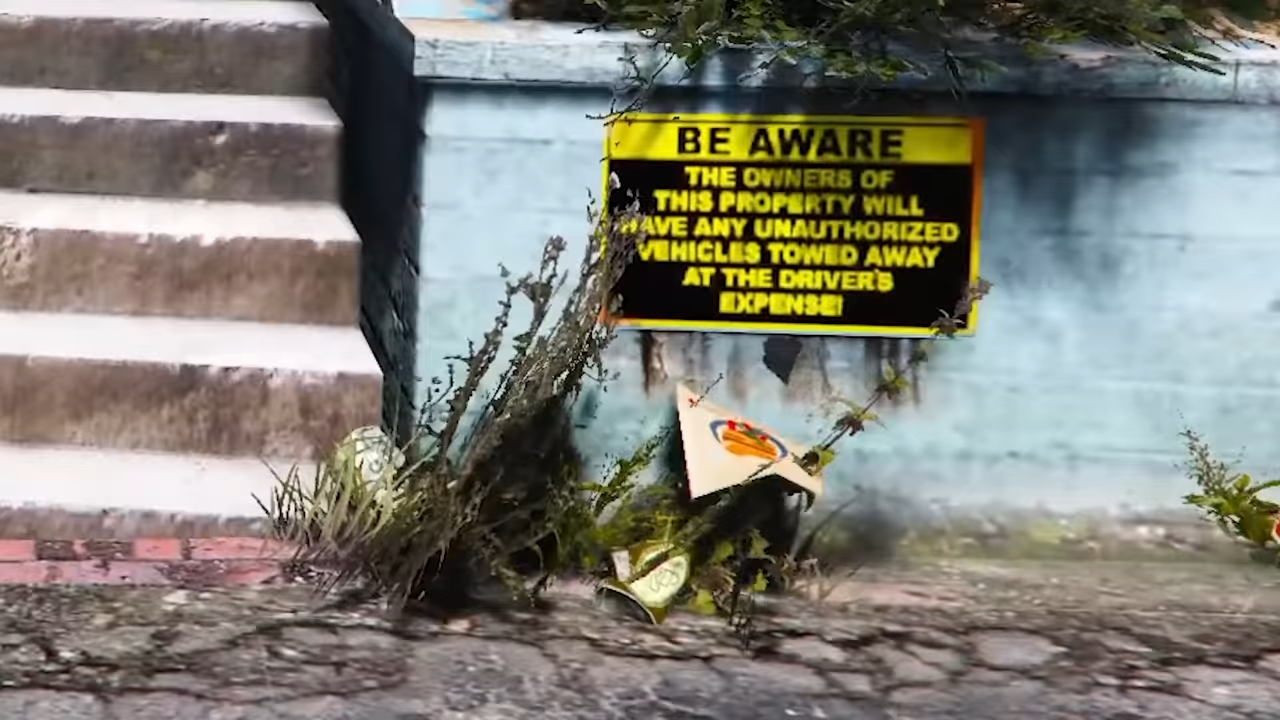 BE AWARE
THE OWNERS OF
THIS PROPERTY WILL
HAVE ANY UNAUTHORIZED
VEHICLES TOWED AWAY
AT THE DRIVER'S
EXPENSE!